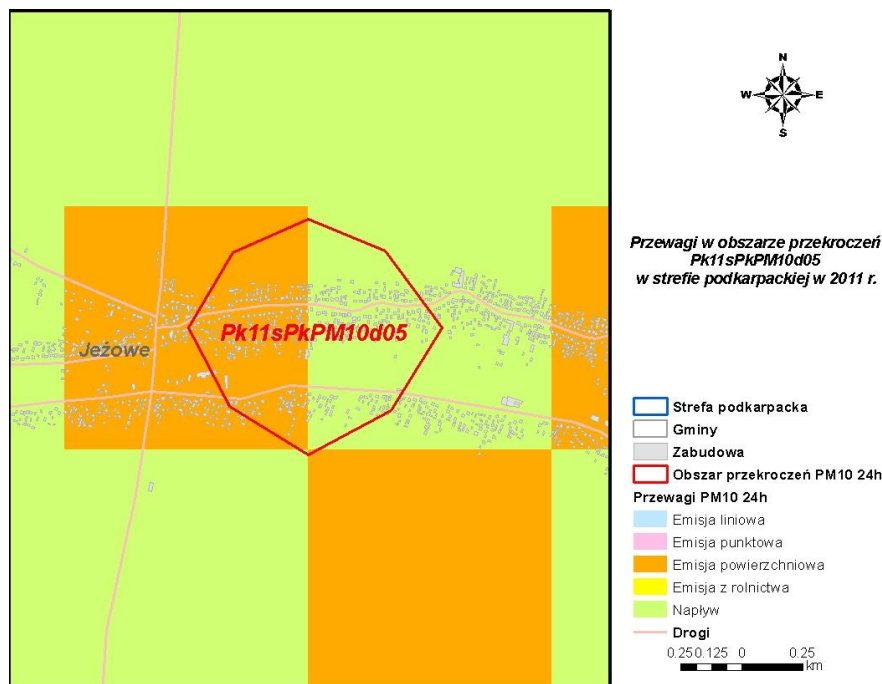 N
W E
S
Przewagi w obszarze przekroczeń
Pk11sPkPM10d05
w strefie podkarpackiej w 2011 r.
Pk11sPkPM10d05
Jeżowe
Strefa podkarpacka
Gminy
Zabudowa
Obszar przekroczeń PM10 24h
Przewagi PM10 24h
Emisja liniowa
Emisja punktowa
Emisja powierzchniowa
Emisja z rolnictwa
Napływ
Drogi
0.25 0.125 0 0.25
km